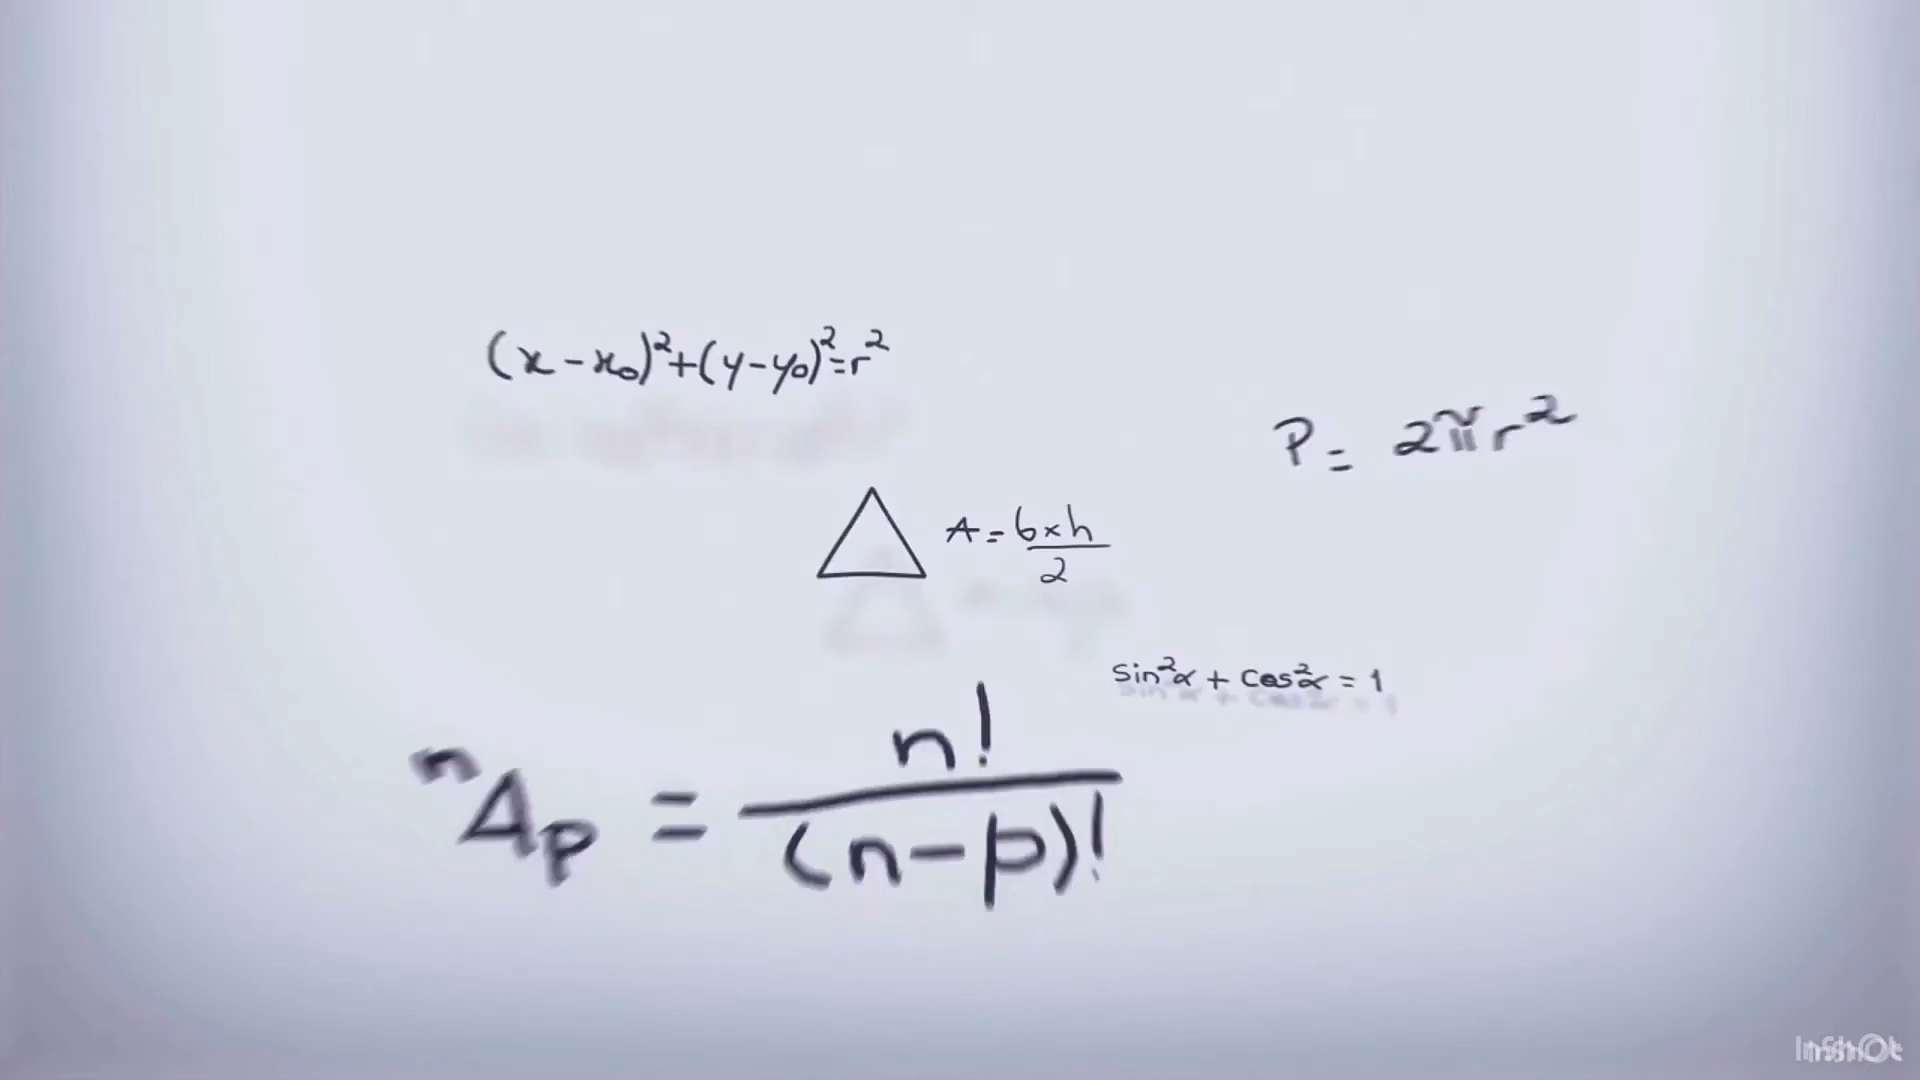 (x-x₀)²+(y-y₀)²=r²
P= 2πr²
A=b×h/2
sin²α + cos²α = 1
ⁿAₚ = n!/(n-p)!
InShot